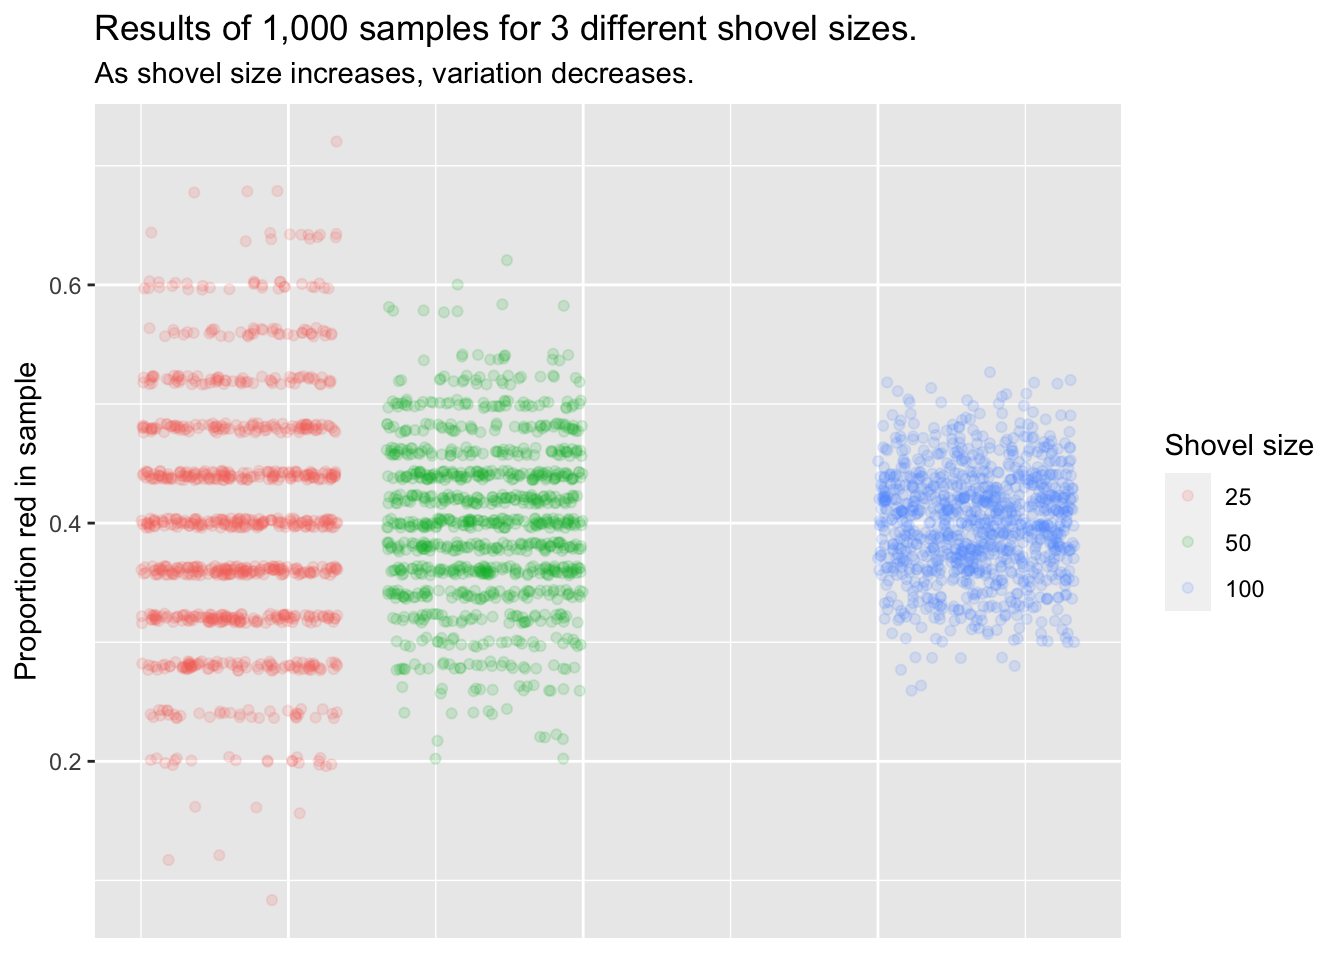 Results of 1,000 samples for 3 different shovel sizes.
As shovel size increases, variation decreases.
Proportion red in sample
0.6
0.4
0.2
Shovel size
25
50
100